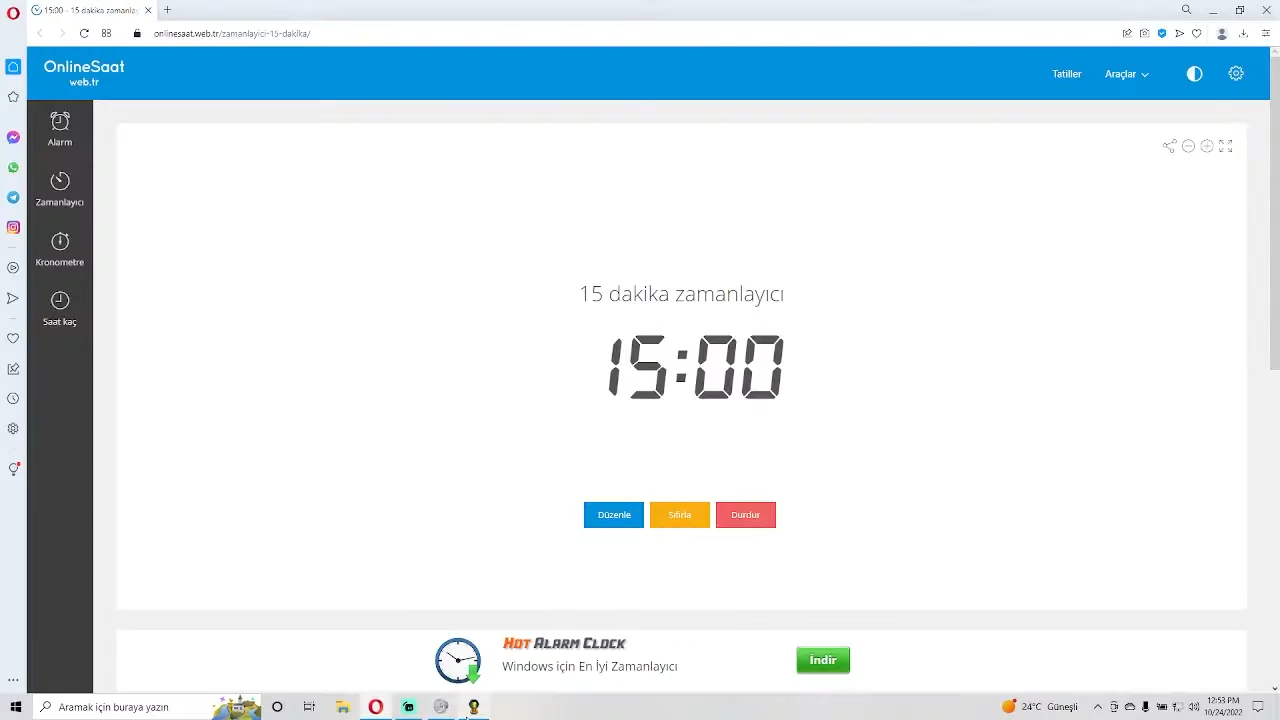 15:00 - 15 dakika zamanlayıcı
onlinesaat.web.tr/zamanlayici-15-dakika/
OnlineSaat
web.tr
Tatiller
Araçlar
Alarm
Zamanlayıcı
Kronometre
Saat kaç
15 dakika zamanlayıcı
15:00
Düzenle
Sıfırla
Durdur
Hot Alarm Clock
Windows için En İyi Zamanlayıcı
İndir
Aramak için buraya yazın
24°C Güneşli
12:53 PM
10/24/2022